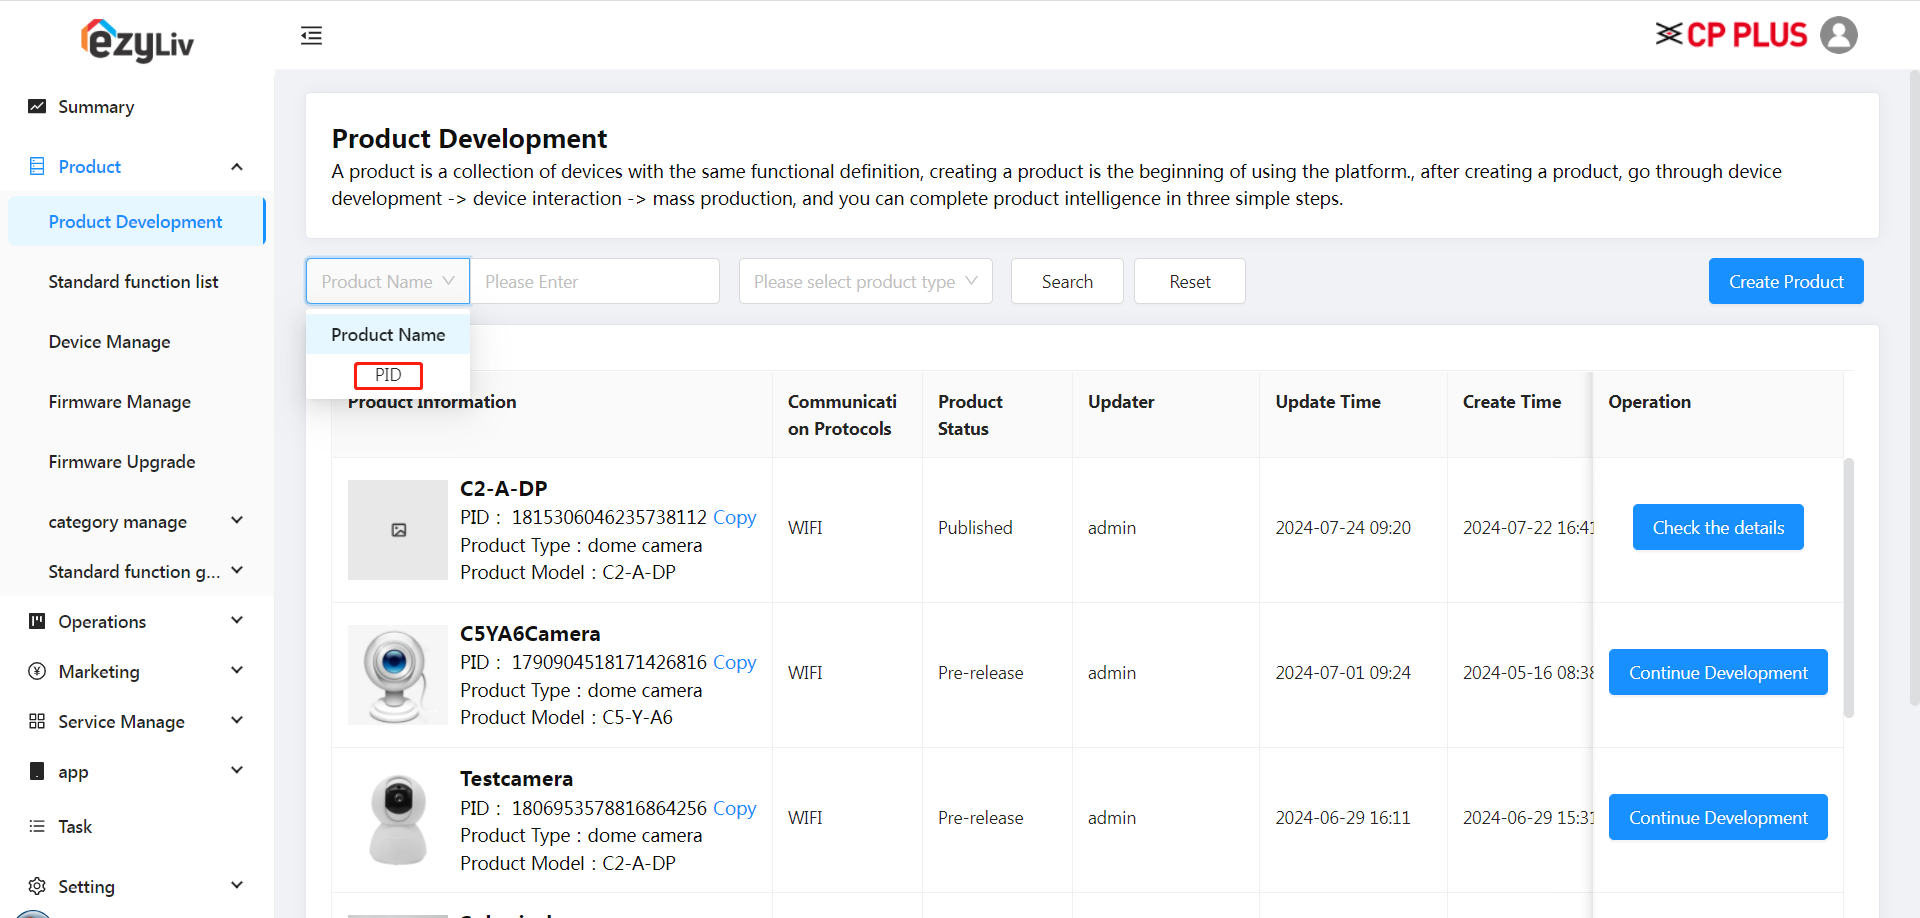 ezyLiv
CP PLUS
Summary
Product
Product Development
Standard function list
Device Manage
Firmware Manage
Firmware Upgrade
category manage
Standard function g...
Operations
Marketing
Service Manage
app
Task
Setting
Product Development
A product is a collection of devices with the same functional definition, creating a product is the beginning of using the platform., after creating a product, go through device
development -> device interaction -> mass production, and you can complete product intelligence in three simple steps.
Product Name Please Enter Please select product type Search Reset Create Product
Product Name
PID
Product Information Communicati Product Updater Update Time Create Time Operation
on Protocols Status
C2-A-DP
PID : 1815306046235738112 Copy
Product Type : dome camera
Product Model : C2-A-DP
WIFI Published admin 2024-07-24 09:20 2024-07-22 16:41 Check the details
C5YA6Camera
PID : 1790904518171426816 Copy
Product Type : dome camera
Product Model : C5-Y-A6
WIFI Pre-release admin 2024-07-01 09:24 2024-05-16 08:38 Continue Development
Testcamera
PID : 1806953578816864256 Copy
Product Type : dome camera
Product Model : C2-A-DP
WIFI Pre-release admin 2024-06-29 16:11 2024-06-29 15:31 Continue Development